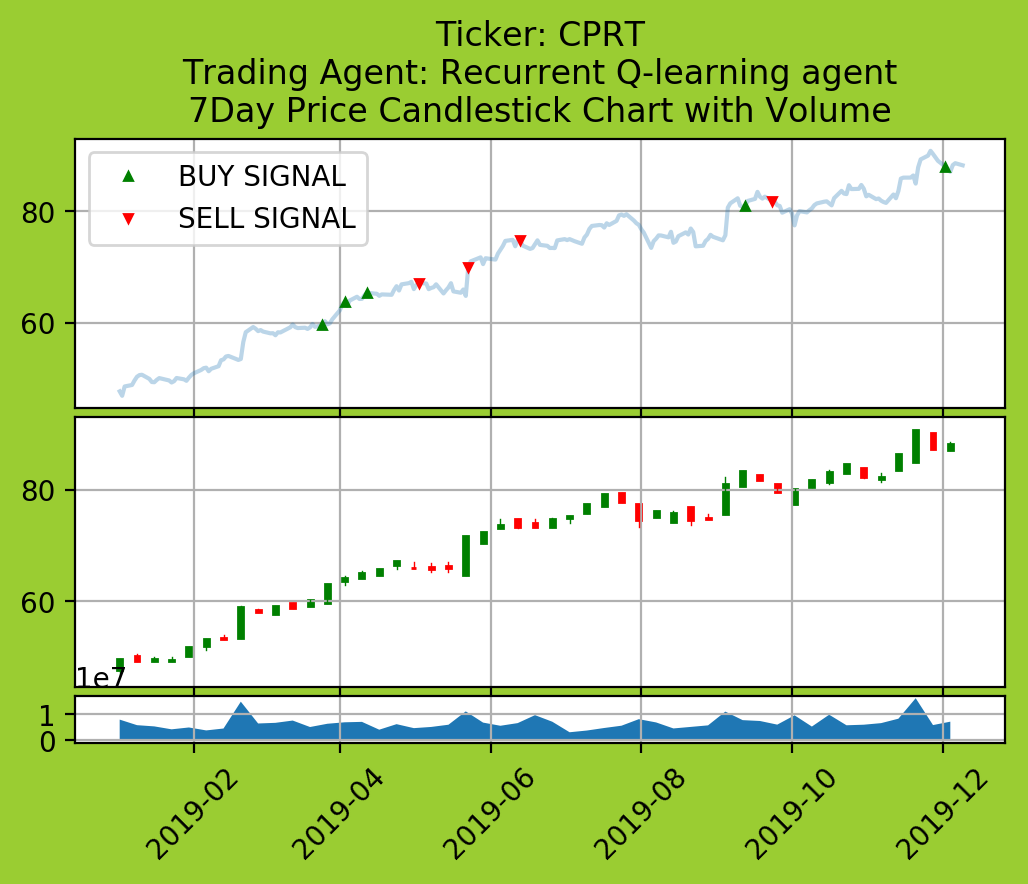 Ticker: CPRT
Trading Agent: Recurrent Q-learning agent
7Day Price Candlestick Chart with Volume
BUY SIGNAL
SELL SIGNAL
80
60
80
60
1e7
1
0
2019-02
2019-04
2019-06
2019-08
2019-10
2019-12